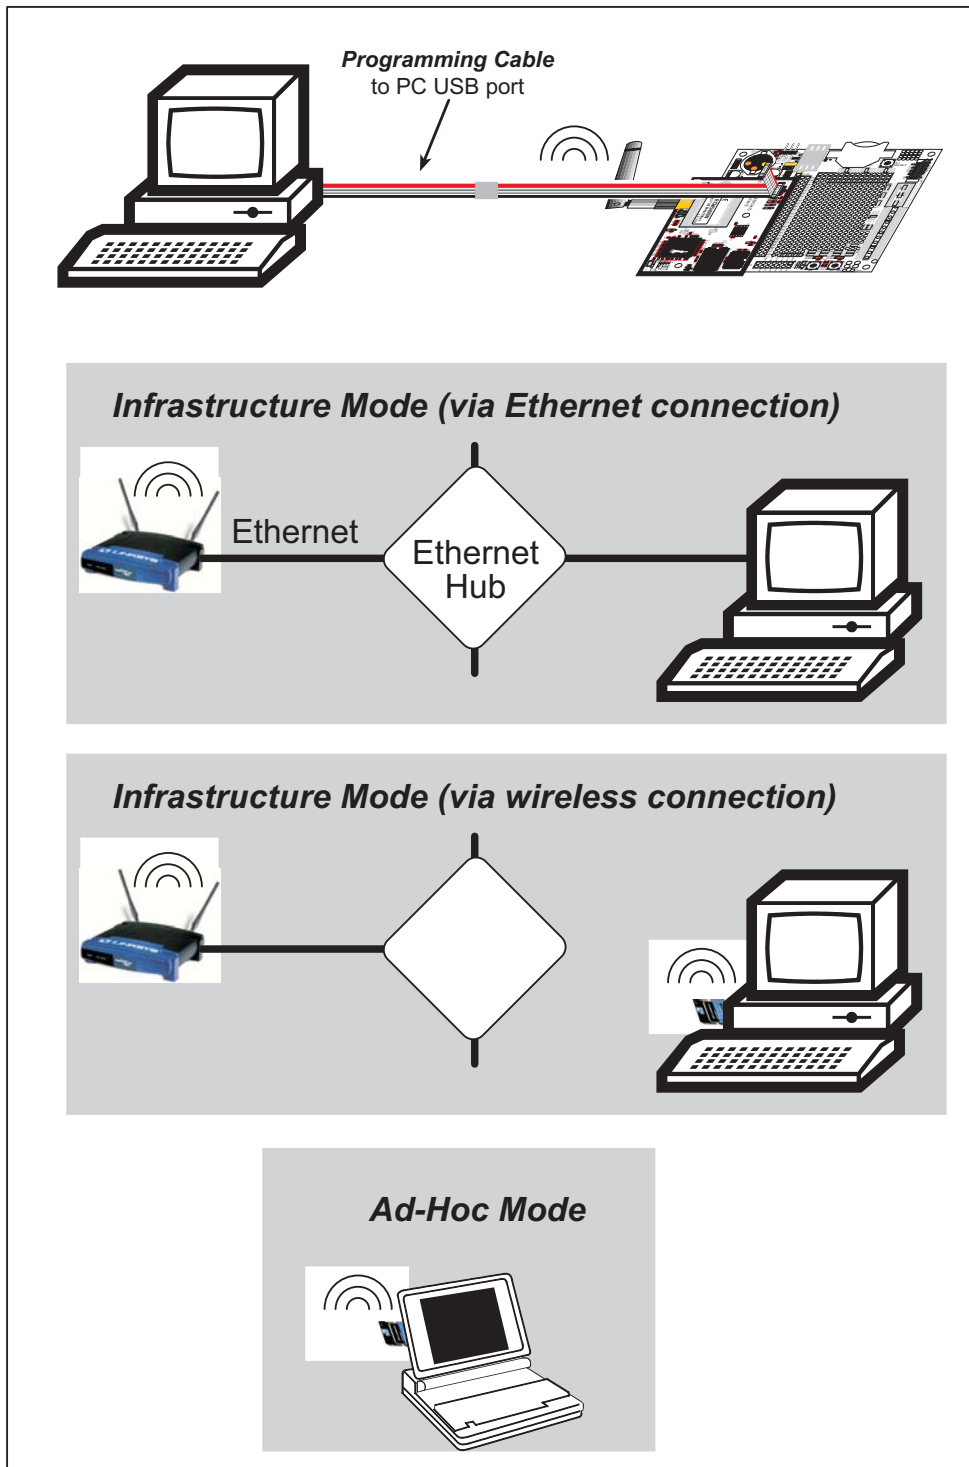 Programming Cable
to PC USB port
Infrastructure Mode (via Ethernet connection)
Ethernet
Ethernet
Hub
Infrastructure Mode (via wireless connection)
Ad-Hoc Mode